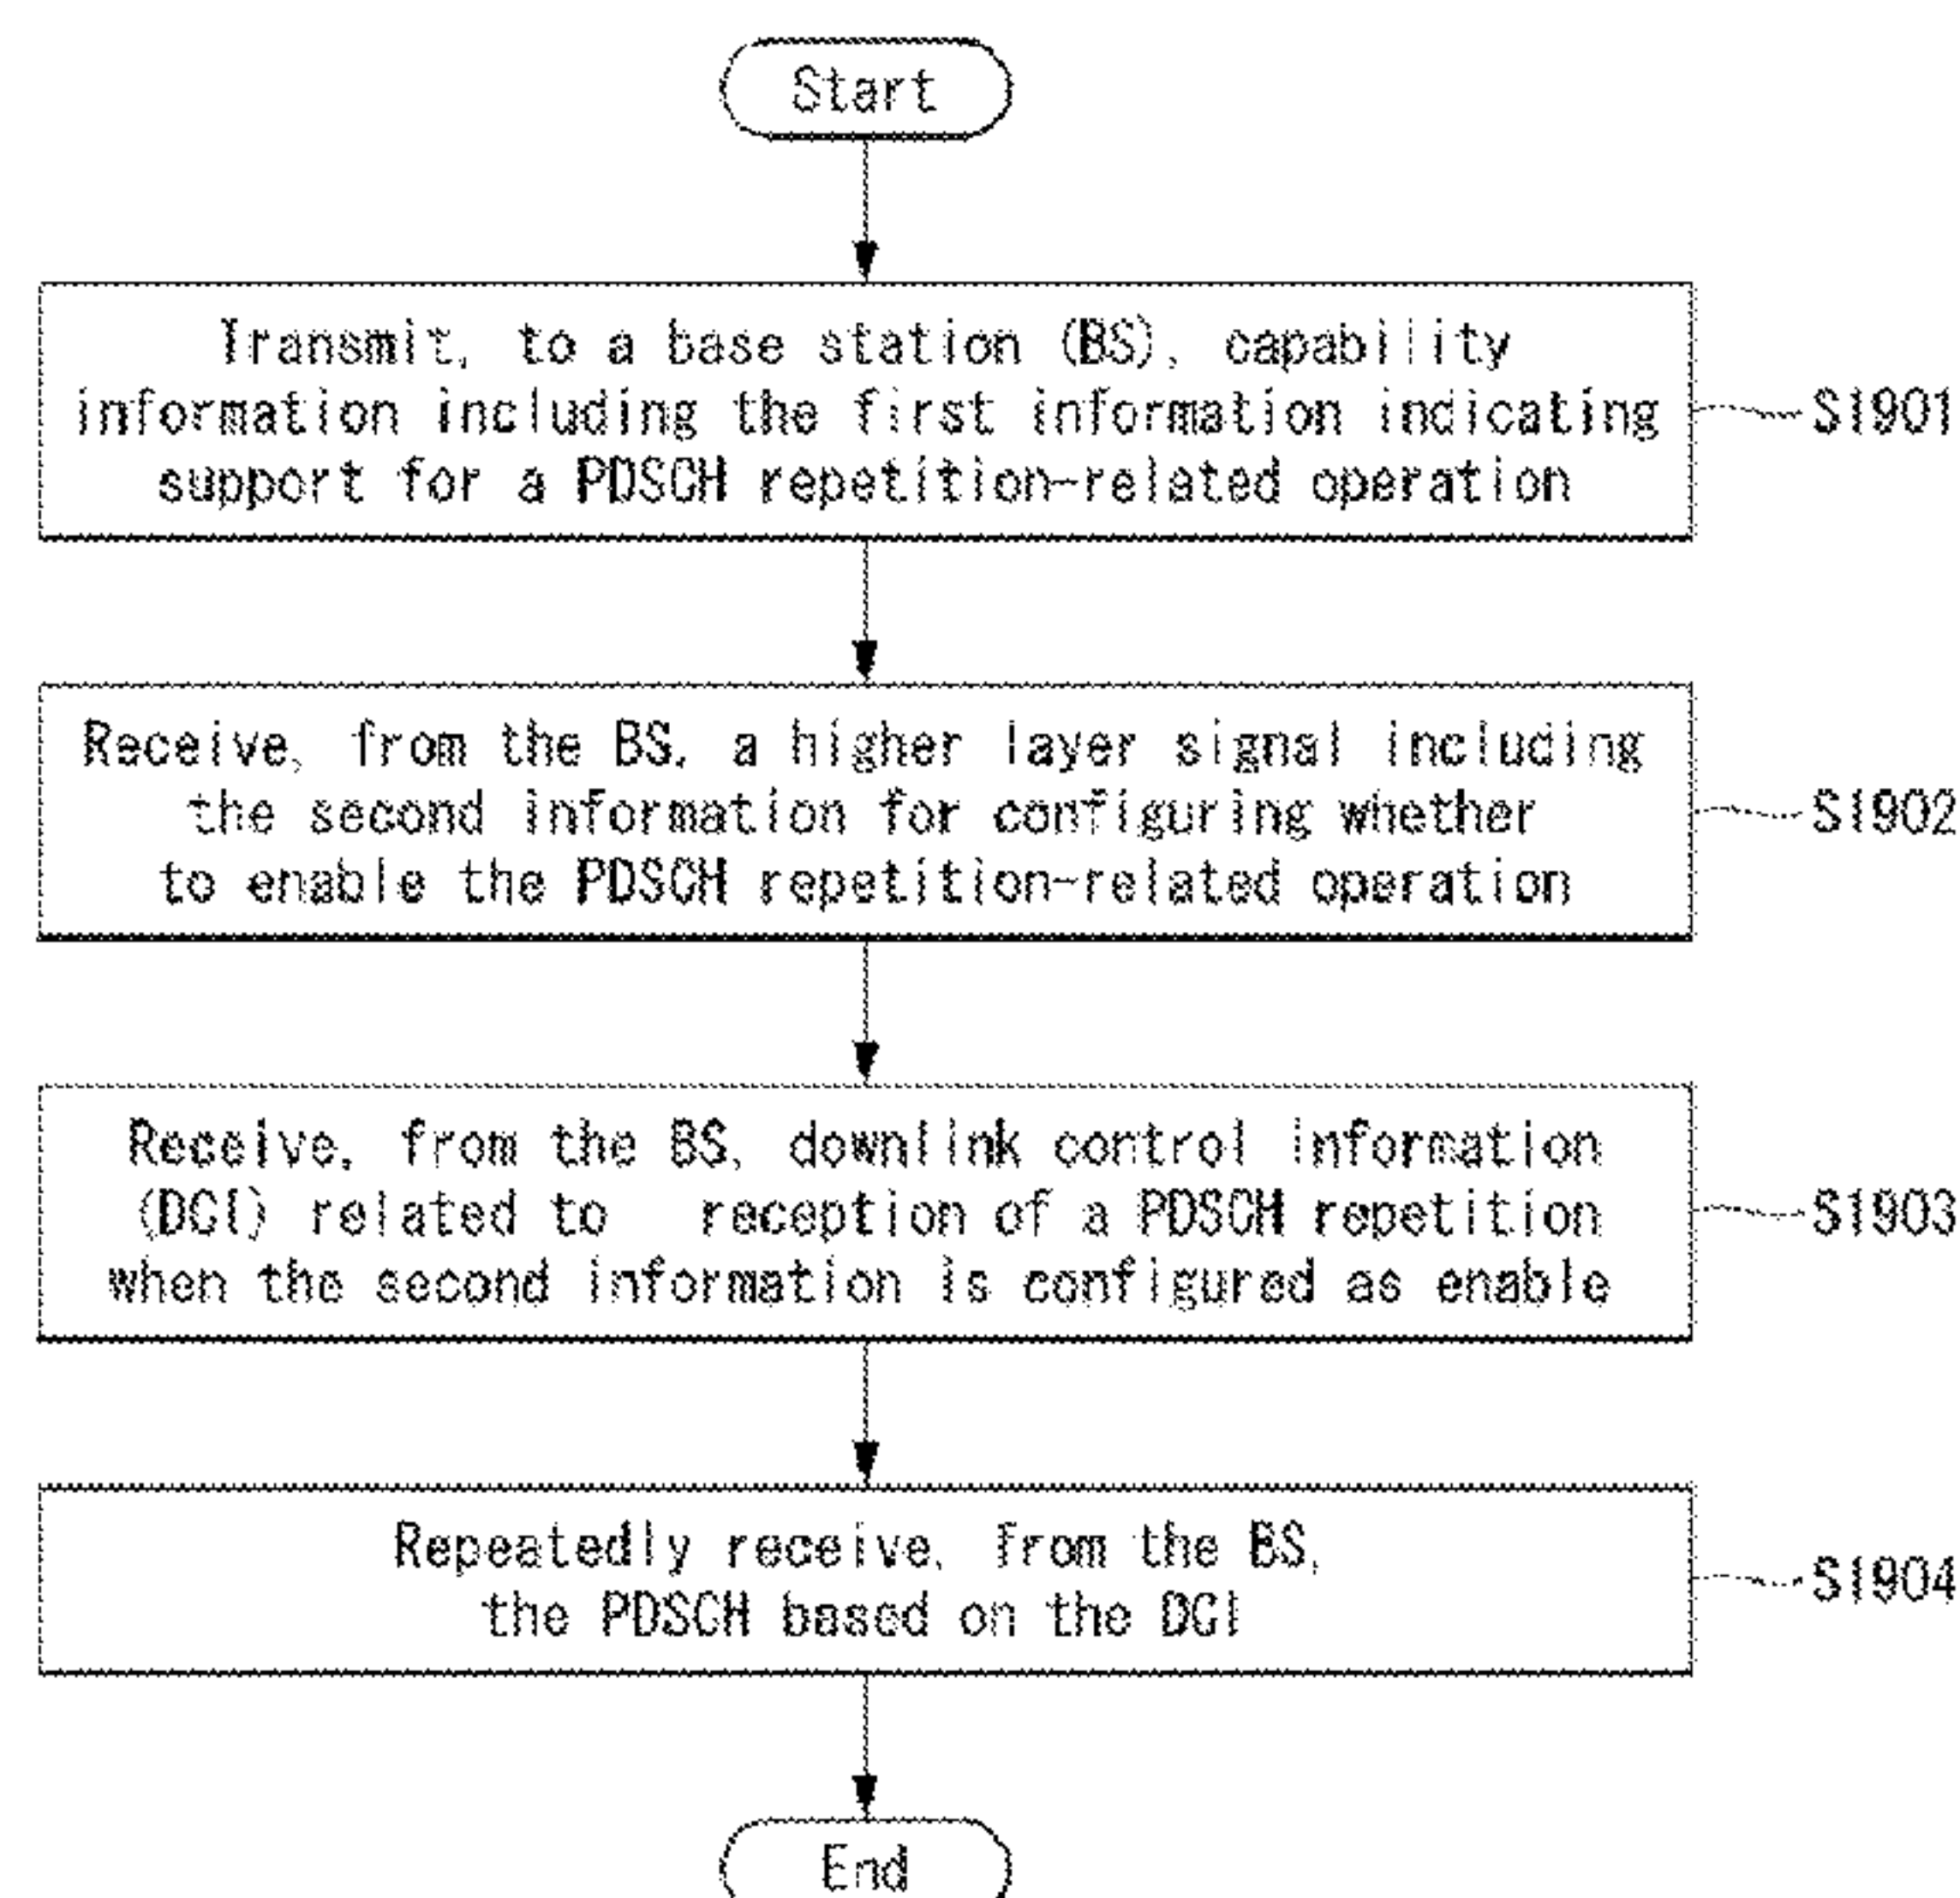 Start
Transmit, to a base station (BS), capability
information including the first information indicating
support for a PDSCH repetition-related operation
S1901
Receive, from the BS, a higher layer signal including
the second information for configuring whether
to enable the PDSCH repetition-related operation
S1902
Receive, from the BS, downlink control information
(DCI) related to reception of a PDSCH repetition
when the second information is configured as enable
S1903
Repeatedly receive, from the BS,
the PDSCH based on the DCI
S1904
End